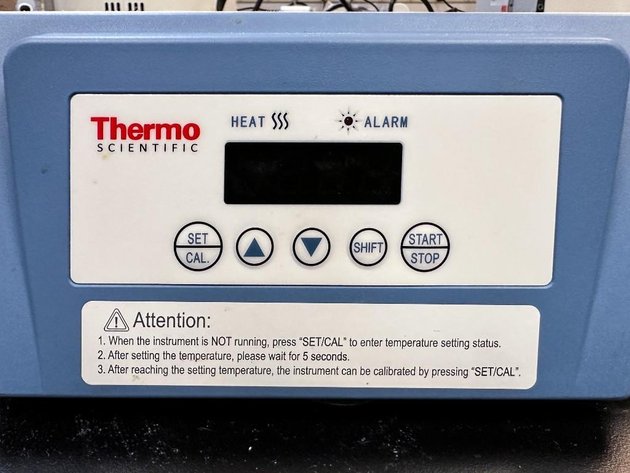 Thermo
SCIENTIFIC
HEAT
ALARM
SET
CAL.
SHIFT
START
STOP
Attention:
1. When the instrument is NOT running, press “SET/CAL” to enter temperature setting status.
2. After setting the temperature, please wait for 5 seconds.
3. After reaching the setting temperature, the instrument can be calibrated by pressing “SET/CAL”.